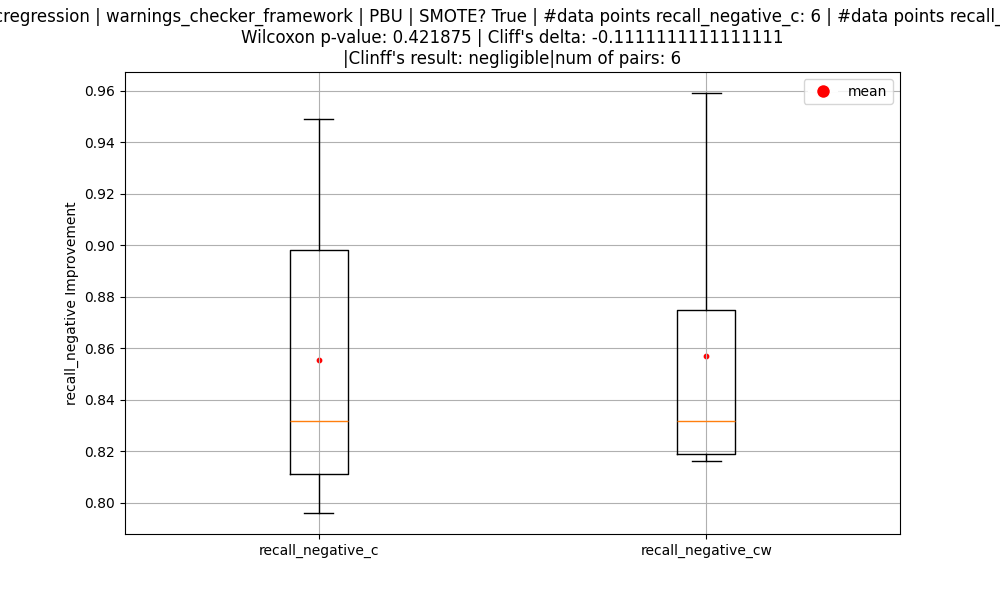 cregression | warnings_checker_framework | PBU | SMOTE? True | #data points recall_negative_c: 6 | #data points recall_
Wilcoxon p-value: 0.421875 | Cliff's delta: -0.1111111111111111
|Clinff's result: negligible|num of pairs: 6
mean
0.96
0.94
0.92
0.90
0.88
0.86
0.84
0.82
0.80
recall_negative Improvement
recall_negative_c
recall_negative_cw